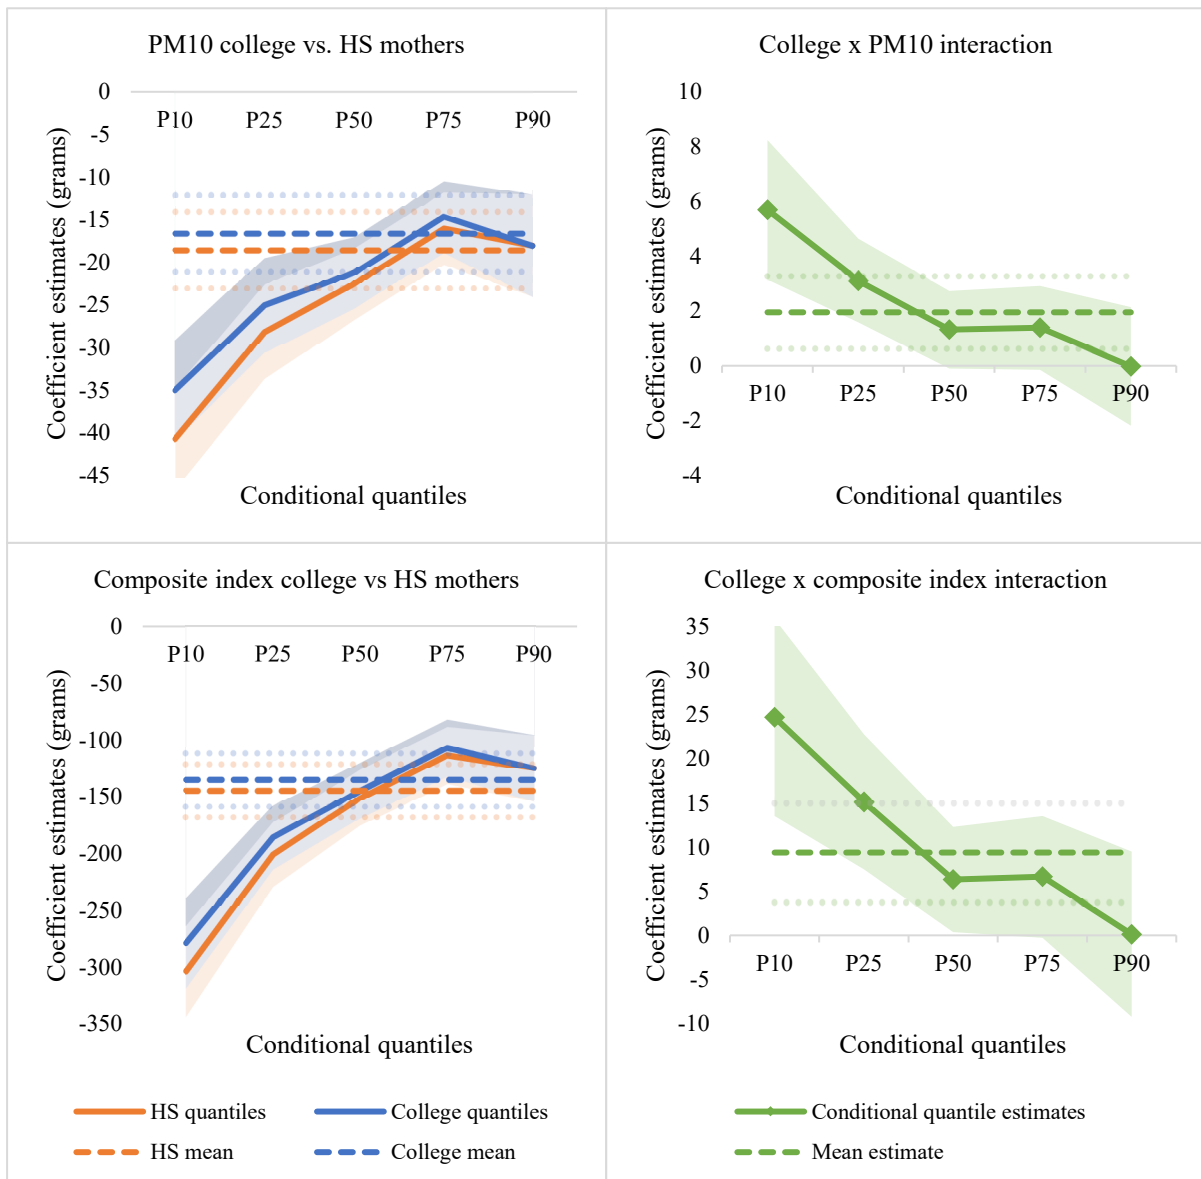 PM10 college vs. HS mothers
0
-5
-10
-15
-20
-25
-30
-35
-40
-45
P10 P25 P50 P75 P90
Coefficient estimates (grams)
Conditional quantiles
College x PM10 interaction
10
8
6
4
2
0
-2
-4
P10 P25 P50 P75 P90
Coefficient estimates (grams)
Conditional quantiles
Composite index college vs HS mothers
0
-50
-100
-150
-200
-250
-300
-350
P10 P25 P50 P75 P90
Coefficient estimates (grams)
Conditional quantiles
HS quantiles College quantiles
HS mean College mean
College x composite index interaction
35
30
25
20
15
10
5
0
-5
-10
P10 P25 P50 P75 P90
Coefficient estimates (grams)
Conditional quantiles
Conditional quantile estimates
Mean estimate